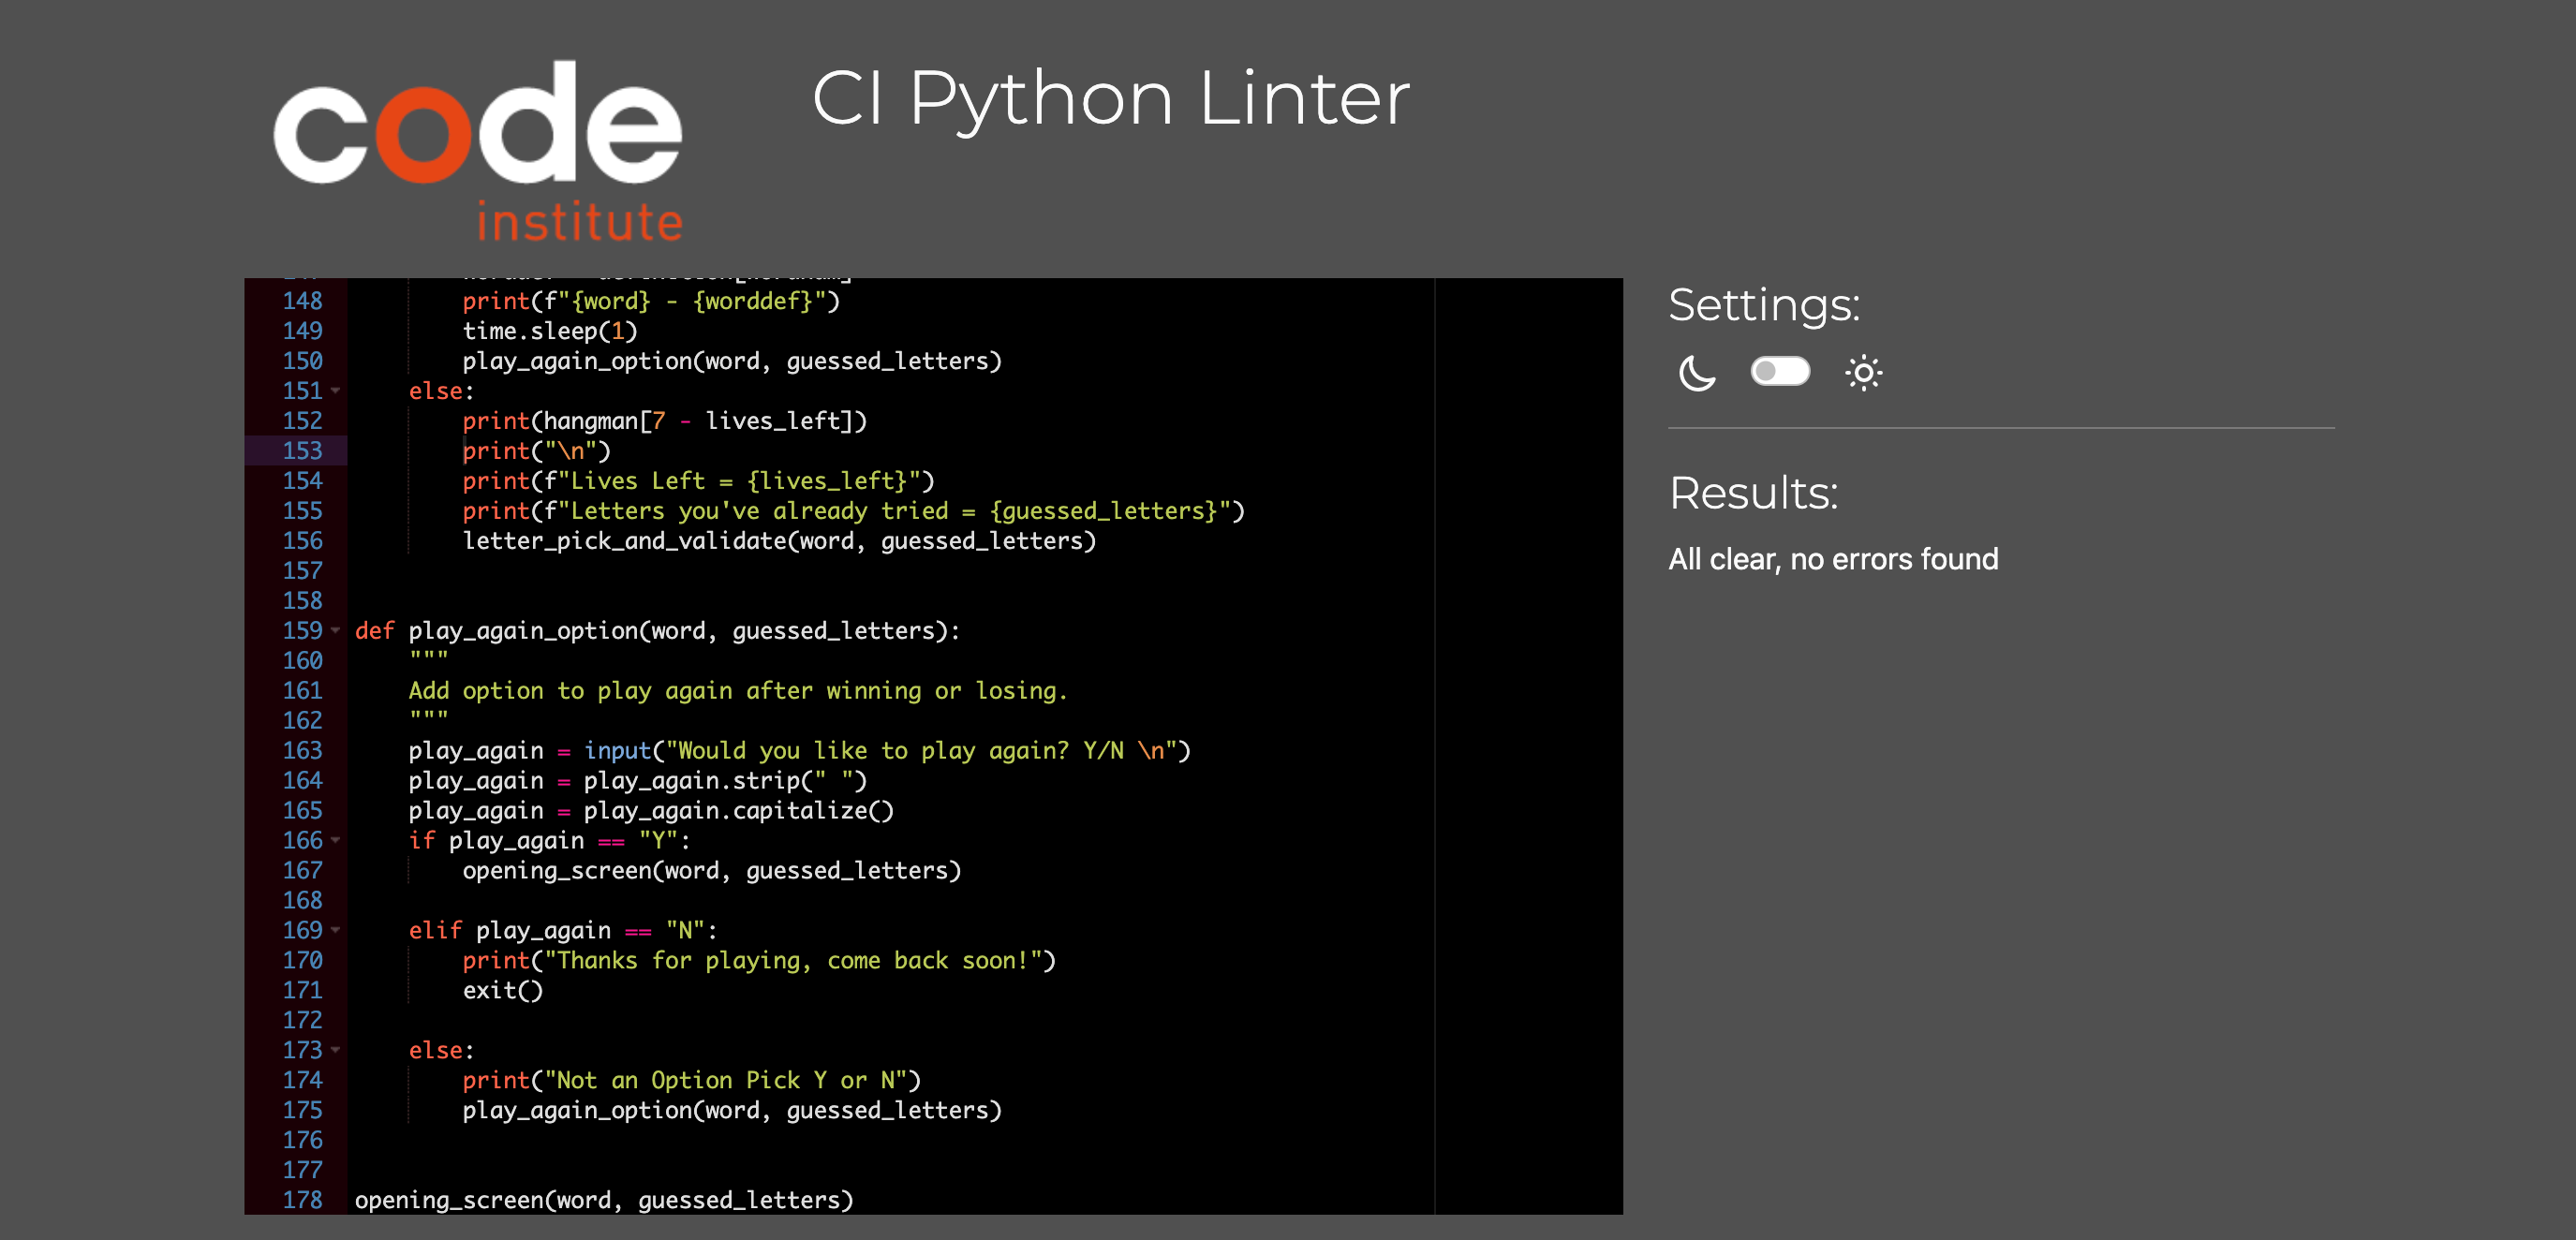 code
institute
CI Python Linter
148 print(f"{word} - {worddef}")
149 time.sleep(1)
150 play_again_option(word, guessed_letters)
151 else:
152 print(hangman[7 - lives_left])
153 print("\n")
154 print(f"Lives Left = {lives_left}")
155 print(f"Letters you've already tried = {guessed_letters}")
156 letter_pick_and_validate(word, guessed_letters)
157
158
159 def play_again_option(word, guessed_letters):
160 """
161 Add option to play again after winning or losing.
162 """
163 play_again = input("Would you like to play again? Y/N \n")
164 play_again = play_again.strip(" ")
165 play_again = play_again.capitalize()
166 if play_again == "Y":
167 opening_screen(word, guessed_letters)
168
169 elif play_again == "N":
170 print("Thanks for playing, come back soon!")
171 exit()
172
173 else:
174 print("Not an Option Pick Y or N")
175 play_again_option(word, guessed_letters)
176
177
178 opening_screen(word, guessed_letters)
Settings:
Results:
All clear, no errors found